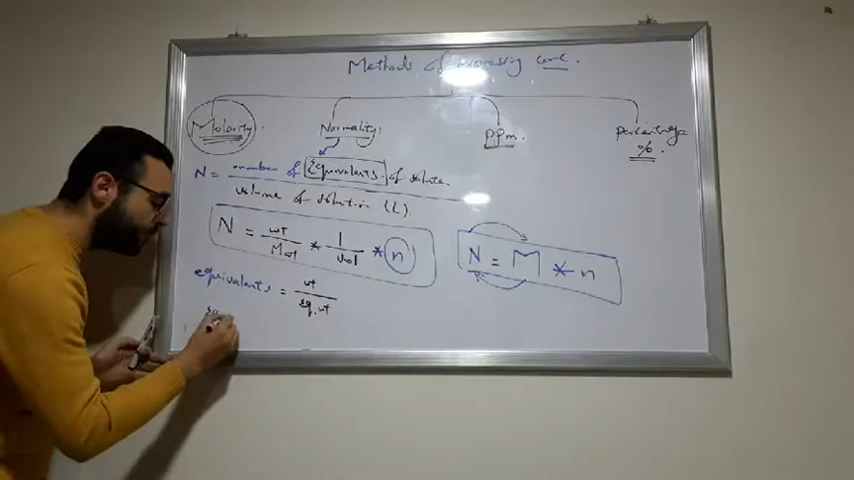 Methods of expressing conc.
Molarity Normality: PPm. Percentage
%.
N = number of Equivalents of solute.
volume of solution (L).
N = wt / M.wt * 1 / vol * n
N = M * n
equivalents = wt / eq.wt